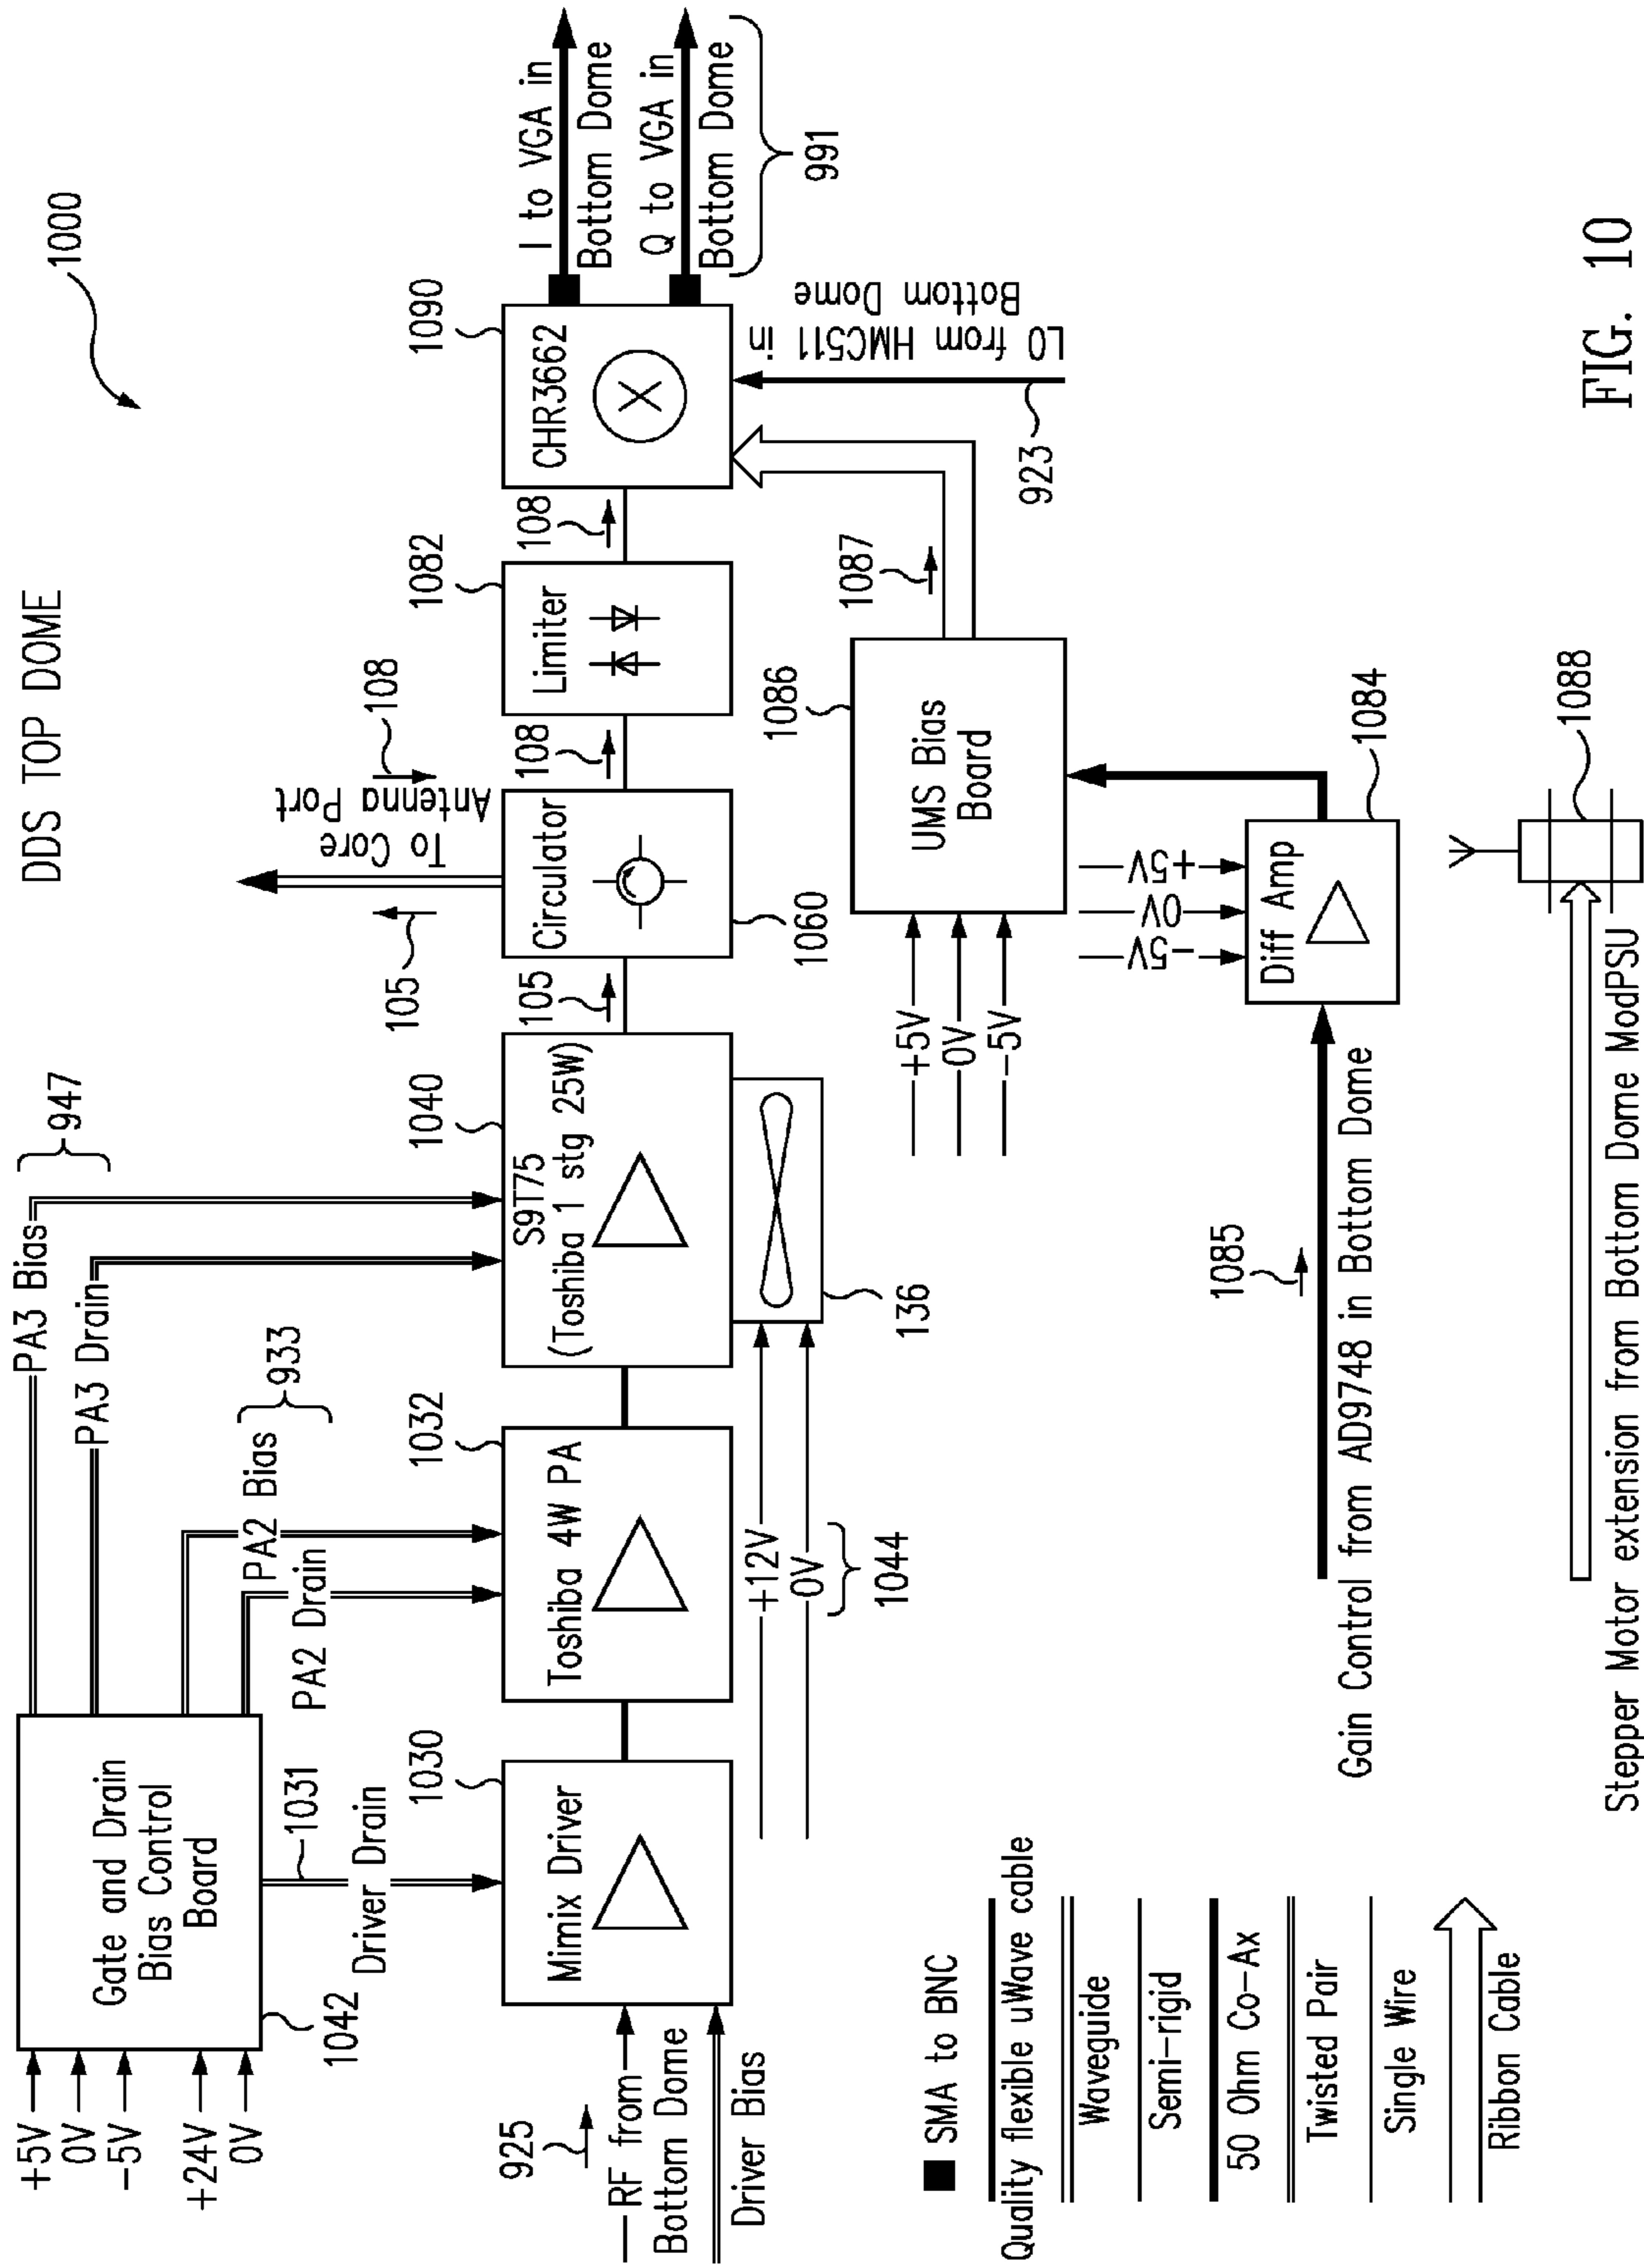 DDS TOP DOME
1000
+5V
0V
-5V
+24V
0V
Gate and Drain
Bias Control
Board
1042
PA3 Bias
947
PA3 Drain
PA2 Bias
933
PA2 Drain
1031
Driver Drain
925
RF from
Bottom Dome
Driver Bias
Mimix Driver
1030
Toshiba 4W PA
1032
S9T75
(Toshiba 1 stg 25W)
1040
105
105
Circulator
1060
To Core
Antenna Port
108
108
Limiter
1082
108
CHR3662
1090
I to VGA in
Bottom Dome
Q to VGA in
Bottom Dome
991
LO from HMC511 in
Bottom Dome
923
+12V
0V
1044
136
+5V
0V
-5V
UMS Bias
Board
1086
1087
-5V
0V
+5V
Diff Amp
1084
1085
Gain Control from AD9748 in Bottom Dome
1088
Stepper Motor extension from Bottom Dome ModPSU
SMA to BNC
Quality flexible uWave cable
Waveguide
Semi-rigid
50 Ohm Co-Ax
Twisted Pair
Single Wire
Ribbon Cable
FIG. 10